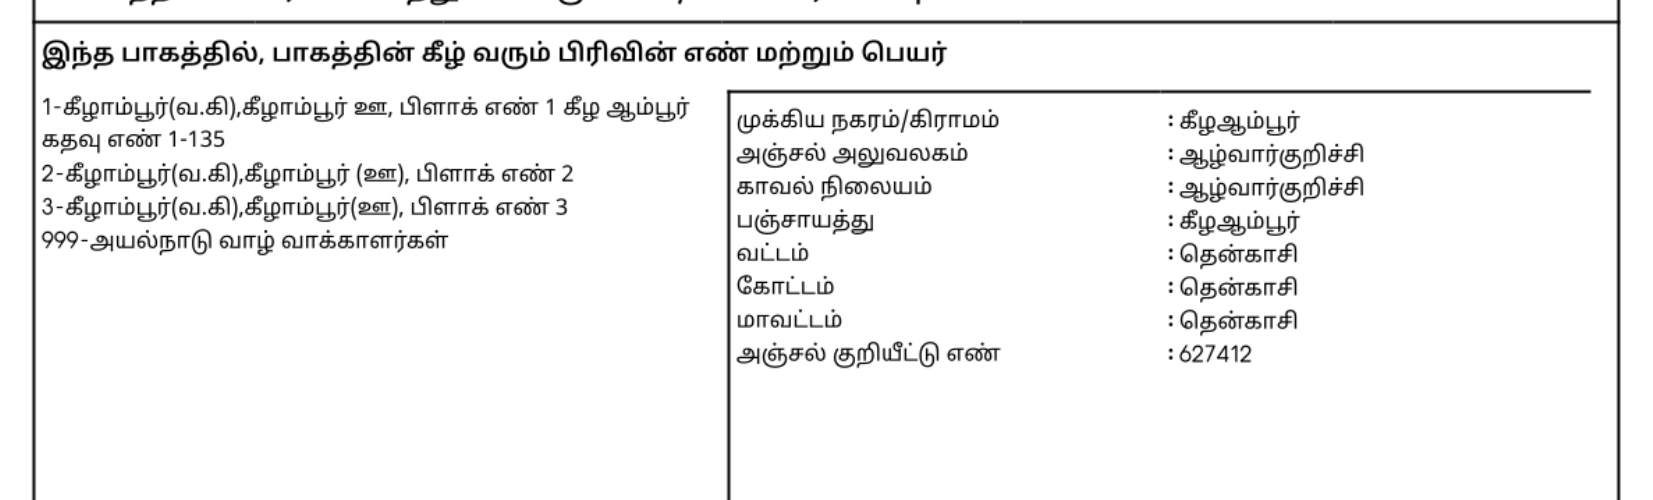 இந்த பாகத்தில், பாகத்தின் கீழ் வரும் பிரிவின் எண் மற்றும் பெயர்
1-கீழாம்பூர்(வ.கி),கீழாம்பூர் ஊ, பிளாக் எண் 1 கீழ ஆம்பூர்
கதவு எண் 1-135
2-கீழாம்பூர்(வ.கி),கீழாம்பூர் (ஊ), பிளாக் எண் 2
3-கீழாம்பூர்(வ.கி),கீழாம்பூர்(ஊ), பிளாக் எண் 3
999-அயல்நாடு வாழ் வாக்காளர்கள்
முக்கிய நகரம்/கிராமம் : கீழஆம்பூர்
அஞ்சல் அலுவலகம் : ஆழ்வார்குறிச்சி
காவல் நிலையம் : ஆழ்வார்குறிச்சி
பஞ்சாயத்து : கீழஆம்பூர்
வட்டம் : தென்காசி
கோட்டம் : தென்காசி
மாவட்டம் : தென்காசி
அஞ்சல் குறியீட்டு எண் : 627412